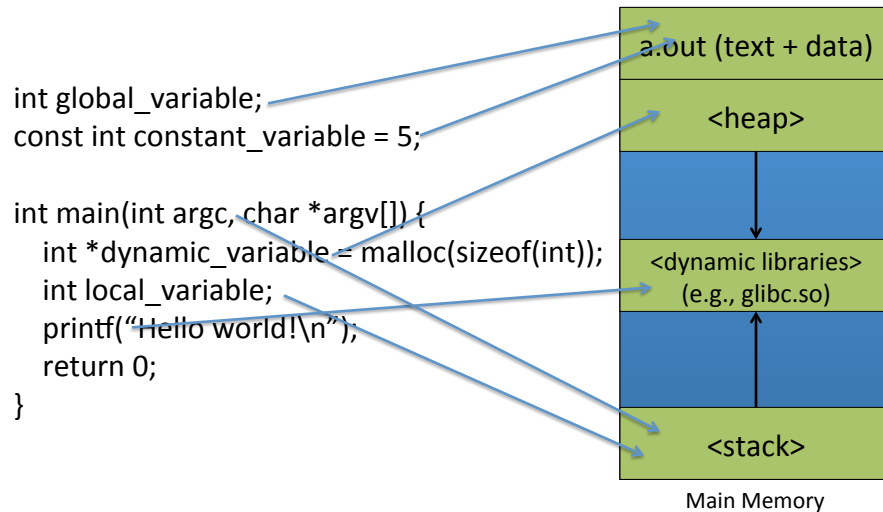 int global_variable;
const int constant_variable = 5;
int main(int argc, char *argv[]) {
int *dynamic_variable = malloc(sizeof(int));
int local_variable;
printf(“Hello world!\n”);
return 0;
}
a.out (text + data)
<heap>
<dynamic libraries>
(e.g., glibc.so)
<stack>
Main Memory